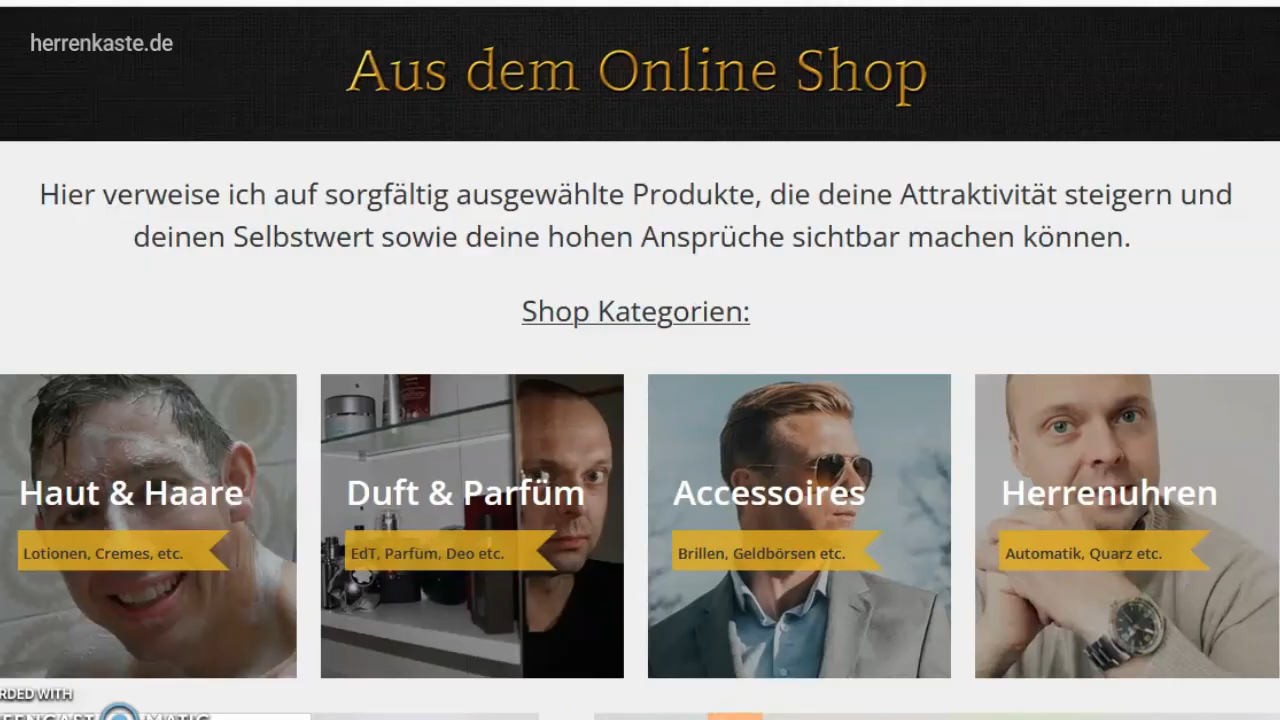 herrenkaste.de
Aus dem Online Shop
Hier verweise ich auf sorgfältig ausgewählte Produkte, die deine Attraktivität steigern und
deinen Selbstwert sowie deine hohen Ansprüche sichtbar machen können.
Shop Kategorien:
Haut & Haare
Lotionen, Cremes, etc.
Duft & Parfüm
EdT, Parfüm, Deo etc.
Accessoires
Brillen, Geldbörsen etc.
Herrenuhren
Automatik, Quarz etc.
WITH